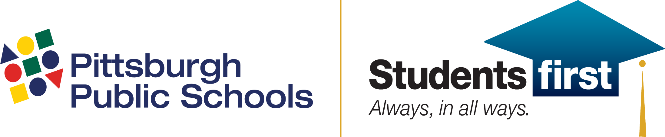 Pittsburgh
Public Schools
Students first
Always, in all ways.